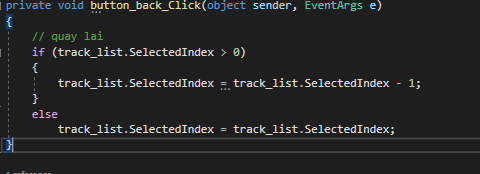 private void button_back_Click(object sender, EventArgs e)
{
// quay lai
if (track_list.SelectedIndex > 0)
{
track_list.SelectedIndex = track_list.SelectedIndex - 1;
}
else
track_list.SelectedIndex = track_list.SelectedIndex;
}